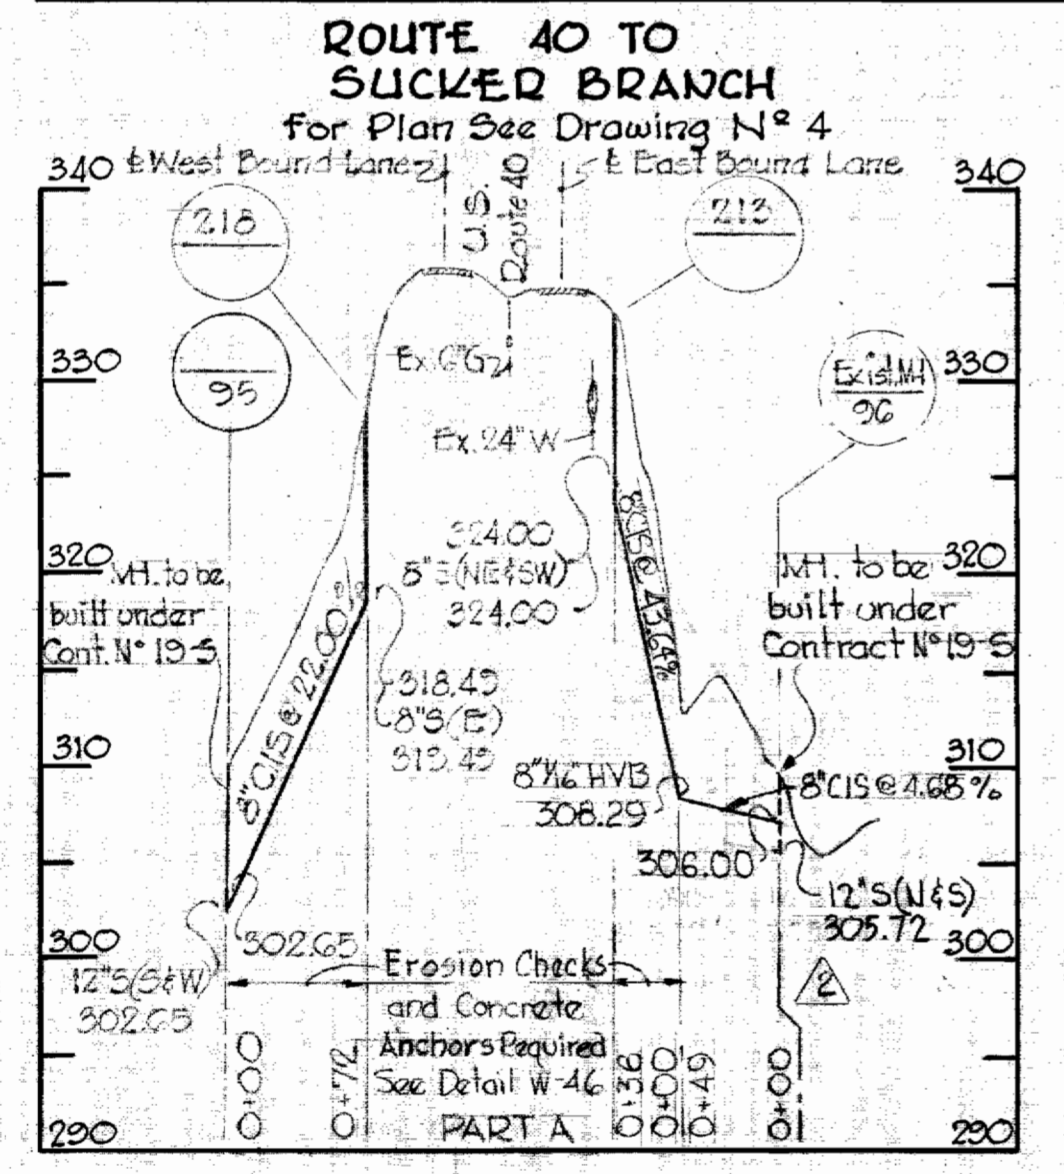 ROUTE 40 TO
SUCKER BRANCH
for Plan See Drawing Nº 4
340
℄ West Bound Lane
U.S.
Route 40
℄ East Bound Lane
340
218
213
330
95
Ex. 6"G
Exist.MH
96
330
Ex. 24" W
320
MH. to be
built under
Cont. Nº 19-S
8"CIS @ 22.00%
324.00
8"S(NE&SW)
324.00
8"CIS @ 43.64%
MH. to be
built under
Contract Nº 19-S
320
318.49
8"S(E)
310
8" 1/16" HVB
308.29
8"CIS @ 4.68%
310
306.00
12"S(N&S)
305.72
300
302.65
12"S(S&W)
302.65
Erosion Checks
and Concrete
Anchors Required
See Detail W-46
2
300
0+00
0+72
PART A
0+36
0+00
0+49
0+00
290
290